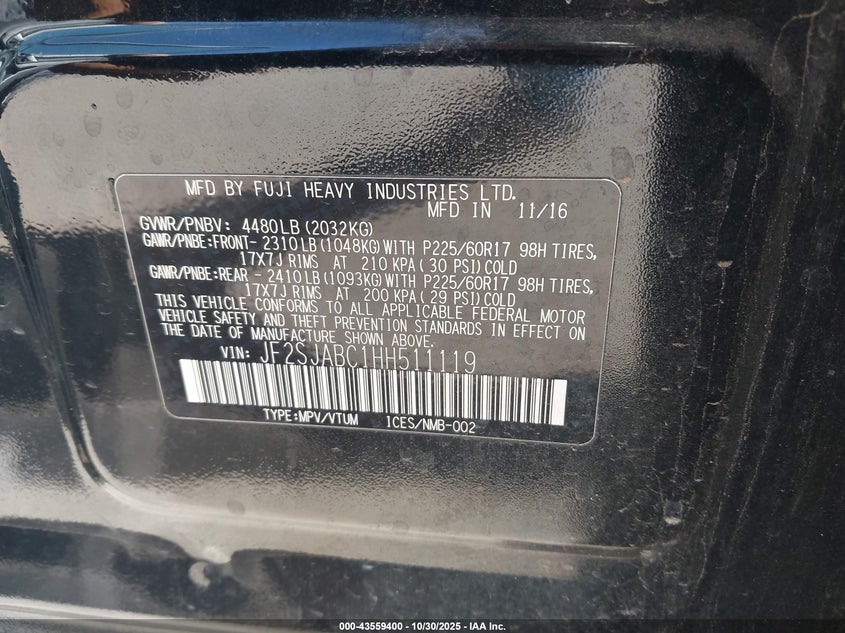 MFD BY FUJI HEAVY INDUSTRIES LTD.
MFD IN 11/16
GVWR/PNBV: 4480LB (2032KG)
GAWR/PNBE:FRONT- 2310LB (1048KG) WITH P225/60R17 98H TIRES,
17X7J RIMS AT 210 KPA ( 30 PSI) COLD
GAWR/PNBE:REAR - 2410LB (1093KG) WITH P225/60R17 98H TIRES,
17X7J RIMS AT 200 KPA ( 29 PSI) COLD
THIS VEHICLE CONFORMS TO ALL APPLICABLE FEDERAL MOTOR
VEHICLE SAFETY AND THEFT PREVENTION STANDARDS IN EFFECT ON
THE DATE OF MANUFACTURE SHOWN ABOVE.
VIN: JF2SJABC1HH511119
TYPE:MPV/VTUM ICES/NMB-002
000-43559400 - 10/30/2025 - IAA Inc.